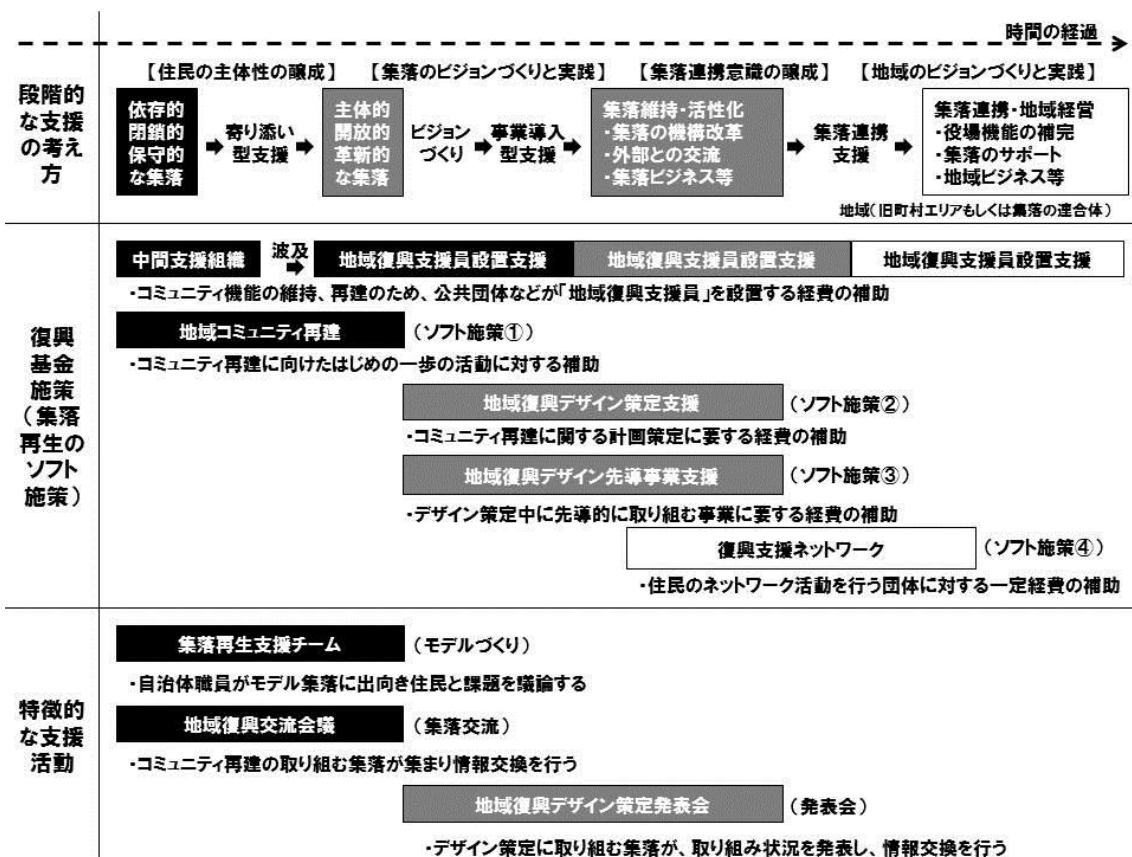 時間の経過
段階的
な支援
の考え
方
【住民の主体性の醸成】
【集落のビジョンづくりと実践】
【集落連携意識の醸成】
【地域のビジョンづくりと実践】
依存的
閉鎖的
保守的
な集落
寄り添い
型支援
主体的
開放的
革新的
な集落
ビジョン
づくり
事業導入
型支援
集落維持・活性化
・集落の機構改革
・外部との交流
・集落ビジネス等
集落連携
支援
集落連携・地域経営
・役場機能の補完
・集落のサポート
・地域ビジネス等
地域(旧町村エリアもしくは集落の連合体)
復興
基金
施策
(集落
再生の
ソフト
施策)
中間支援組織
波及
地域復興支援員設置支援
地域復興支援員設置支援
地域復興支援員設置支援
・コミュニティ機能の維持、再建のため、公共団体などが「地域復興支援員」を設置する経費の補助
地域コミュニティ再建
(ソフト施策①)
・コミュニティ再建に向けたはじめの一歩の活動に対する補助
地域復興デザイン策定支援
(ソフト施策②)
・コミュニティ再建に関する計画策定に要する経費の補助
地域復興デザイン先導事業支援
(ソフト施策③)
・デザイン策定中に先導的に取り組む事業に要する経費の補助
復興支援ネットワーク
(ソフト施策④)
・住民のネットワーク活動を行う団体に対する一定経費の補助
特徴的
な支援
活動
集落再生支援チーム
(モデルづくり)
・自治体職員がモデル集落に出向き住民と課題を議論する
地域復興交流会議
(集落交流)
・コミュニティ再建の取り組む集落が集まり情報交換を行う
地域復興デザイン策定発表会
(発表会)
・デザイン策定に取り組む集落が、取り組み状況を発表し、情報交換を行う